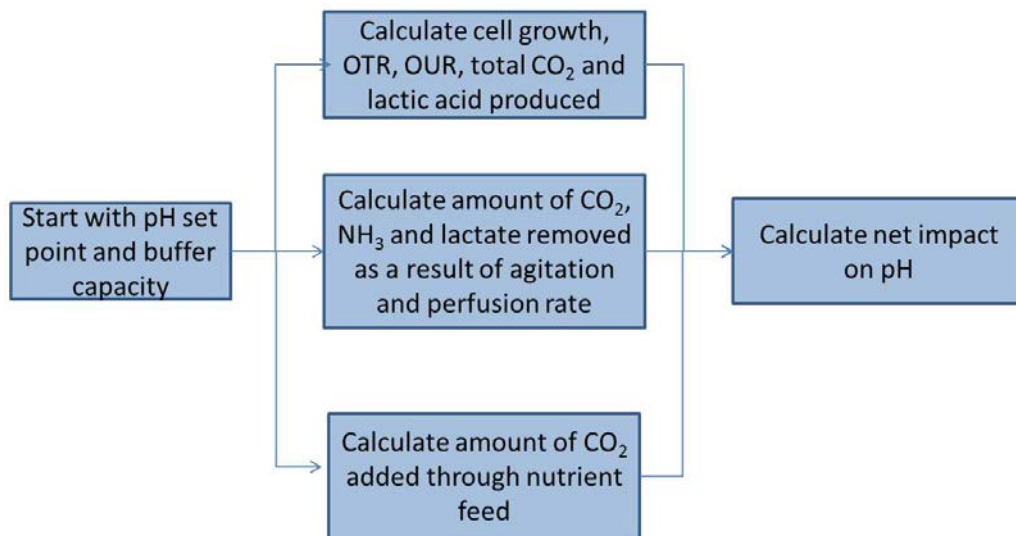 Calculate cell growth,
OTR, OUR, total CO₂ and
lactic acid produced
Start with pH set
point and buffer
capacity
Calculate amount of CO₂,
NH₃ and lactate removed
as a result of agitation
and perfusion rate
Calculate net impact
on pH
Calculate amount of CO₂
added through nutrient
feed